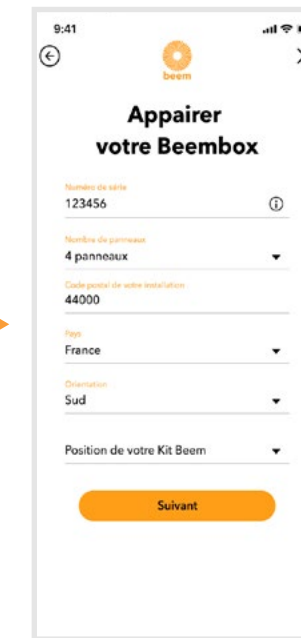 9:41
beem
Appairer
votre Beembox
Numéro de série
123456
Nombre de panneaux
4 panneaux
Code postal de votre installation
44000
Pays
France
Orientation
Sud
Position de votre Kit Beem
Suivant